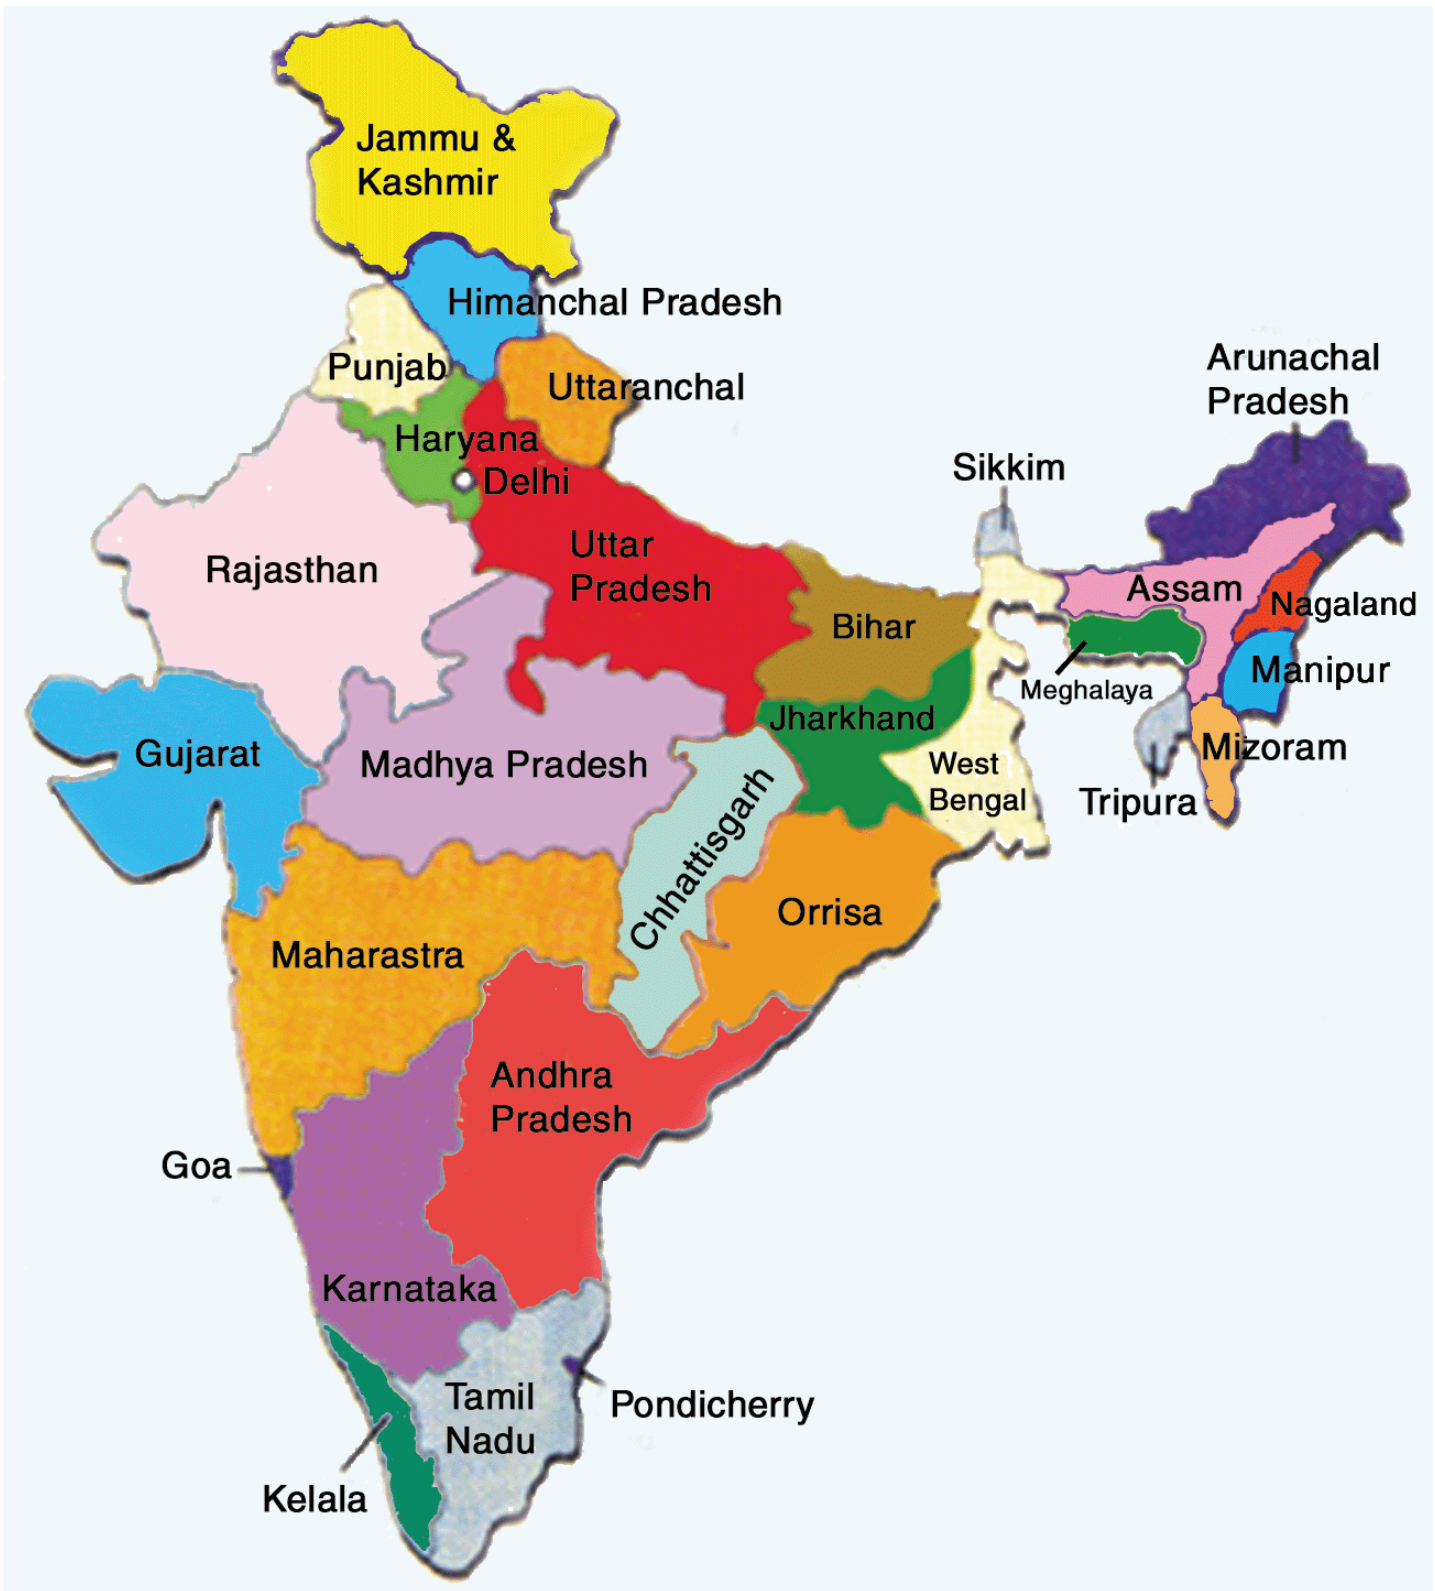 Jammu &
Kashmir
Himanchal Pradesh
Punjab
Uttaranchal
Haryana
Delhi
Arunachal
Pradesh
Sikkim
Rajasthan
Uttar
Pradesh
Bihar
Assam
Nagaland
Meghalaya
Manipur
Jharkhand
Gujarat
Madhya Pradesh
West
Bengal
Mizoram
Tripura
Chhattisgarh
Orrisa
Maharastra
Andhra
Pradesh
Goa
Karnataka
Tamil
Nadu
Pondicherry
Kelala